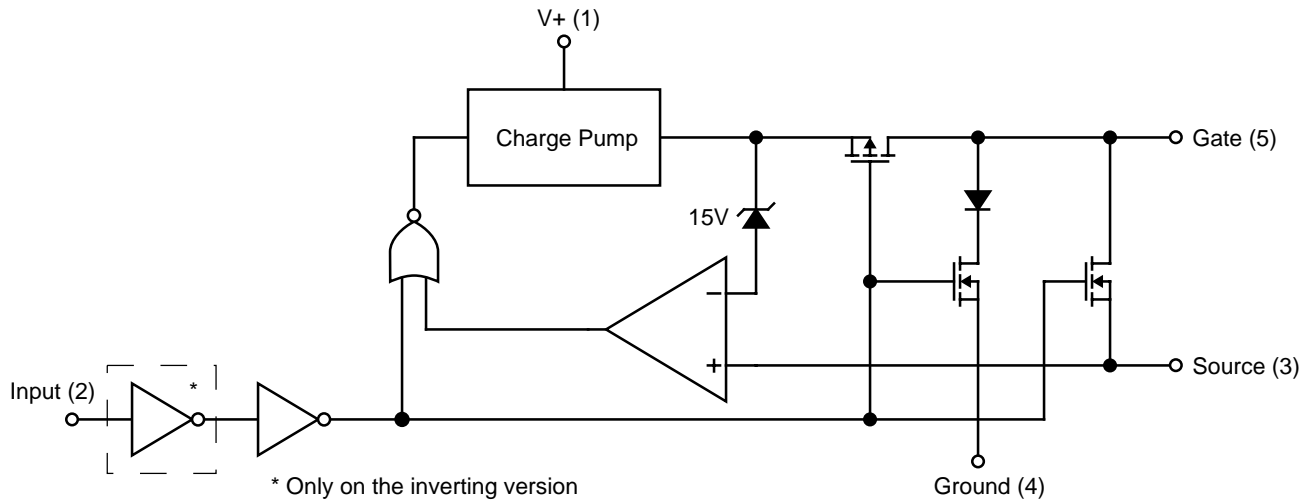 V+ (1)
Charge Pump
Gate (5)
15V
−
+
Source (3)
Input (2)
*
* Only on the inverting version
Ground (4)